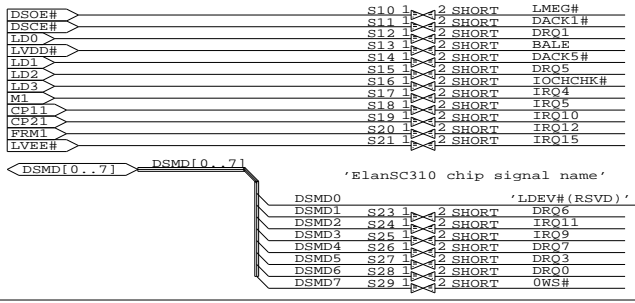 DSOE# S10 1 2 SHORT LMEG#
DSCE# S11 1 2 SHORT DACK1#
LD0 S12 1 2 SHORT DRQ1
LVDD# S13 1 2 SHORT BALE
LD1 S14 1 2 SHORT DACK5#
LD2 S15 1 2 SHORT DRQ5
LD3 S16 1 2 SHORT IOCHCHK#
M1 S17 1 2 SHORT IRQ4
CP11 S18 1 2 SHORT IRQ5
CP21 S19 1 2 SHORT IRQ10
FRM1 S20 1 2 SHORT IRQ12
LVEE# S21 1 2 SHORT IRQ15
DSMD[0..7] DSMD[0..7]
'ElanSC310 chip signal name'
DSMD0 'LDEV#(RSVD)'
DSMD1 S23 1 2 SHORT DRQ6
DSMD2 S24 1 2 SHORT IRQ11
DSMD3 S25 1 2 SHORT IRQ9
DSMD4 S26 1 2 SHORT DRQ7
DSMD5 S27 1 2 SHORT DRQ3
DSMD6 S28 1 2 SHORT DRQ0
DSMD7 S29 1 2 SHORT 0WS#